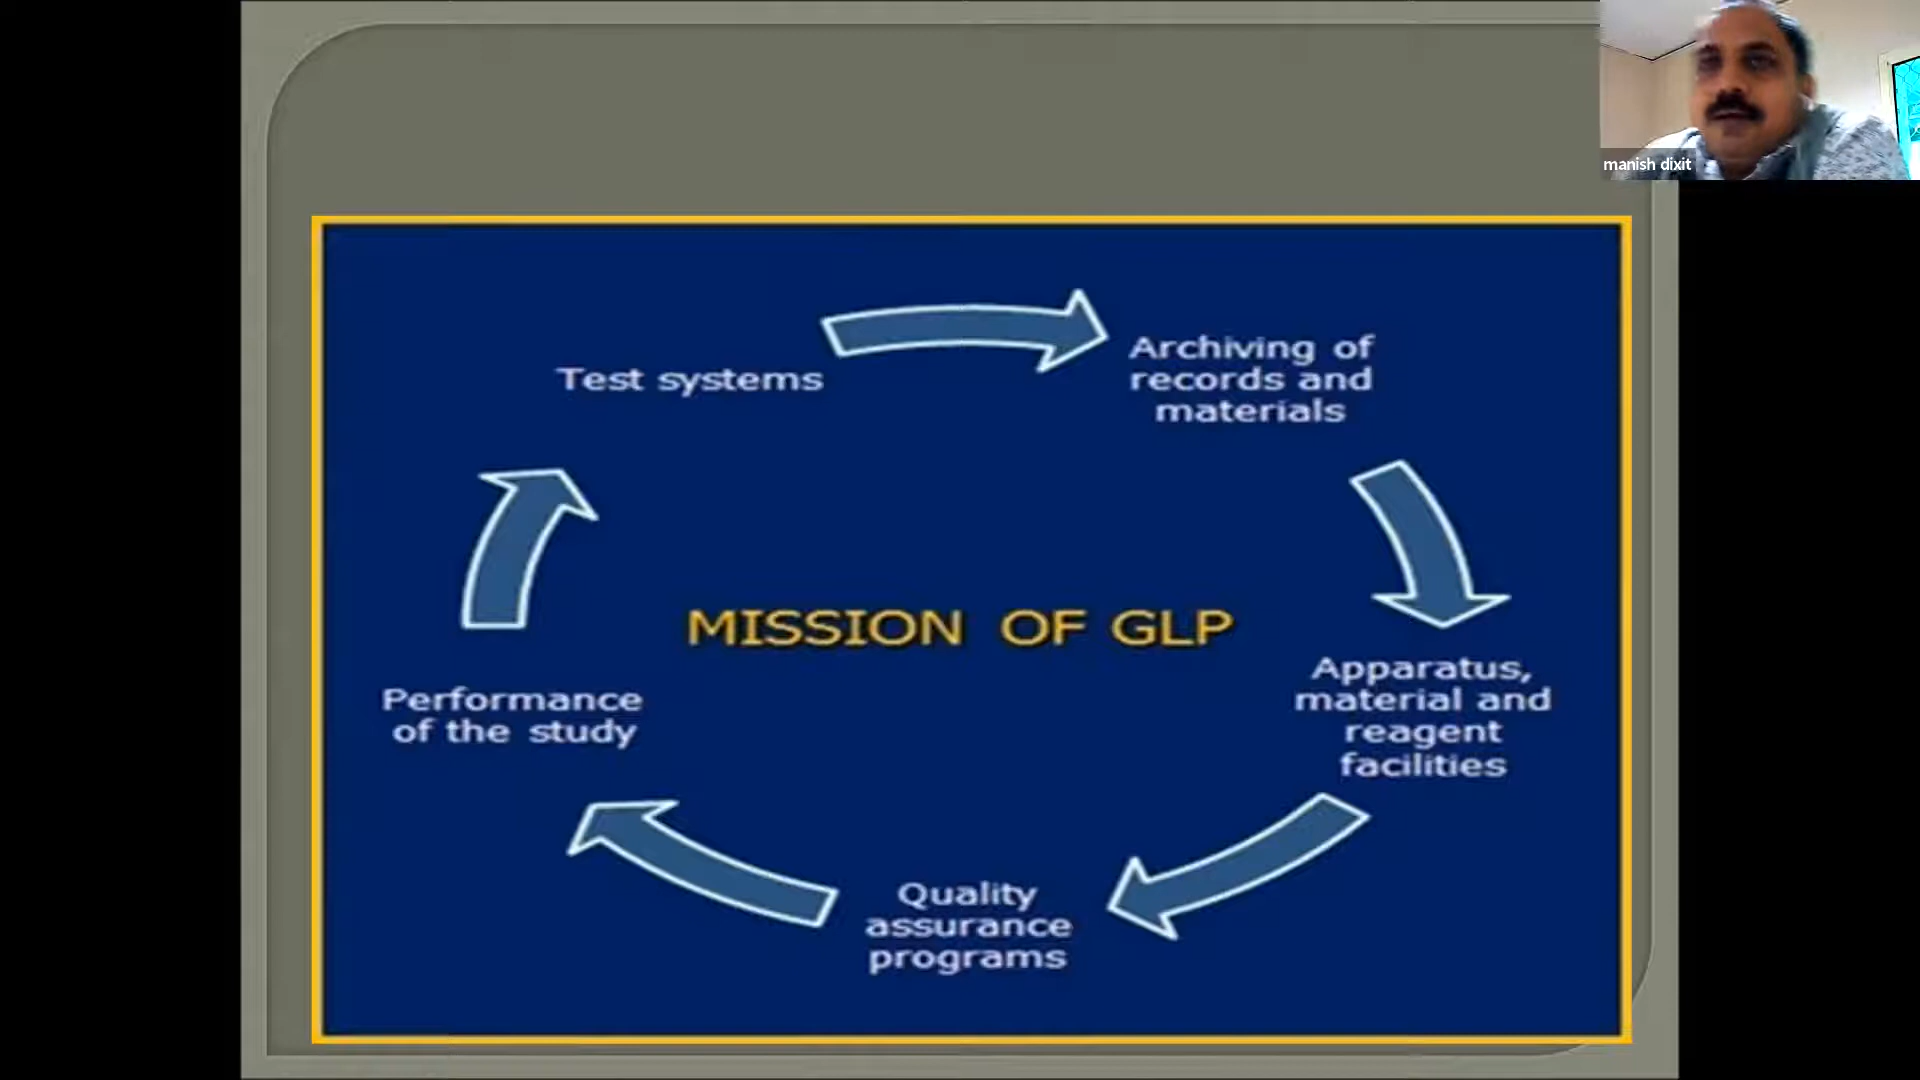 manish dixit
Test systems
Archiving of
records and
materials
MISSION OF GLP
Apparatus,
material and
reagent
facilities
Performance
of the study
Quality
assurance
programs